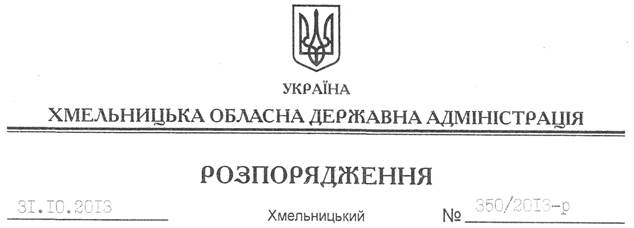 УКРАЇНА
ХМЕЛЬНИЦЬКА ОБЛАСНА ДЕРЖАВНА АДМІНІСТРАЦІЯ
РОЗПОРЯДЖЕННЯ
31.10.2013 Хмельницький № 350/2013-р